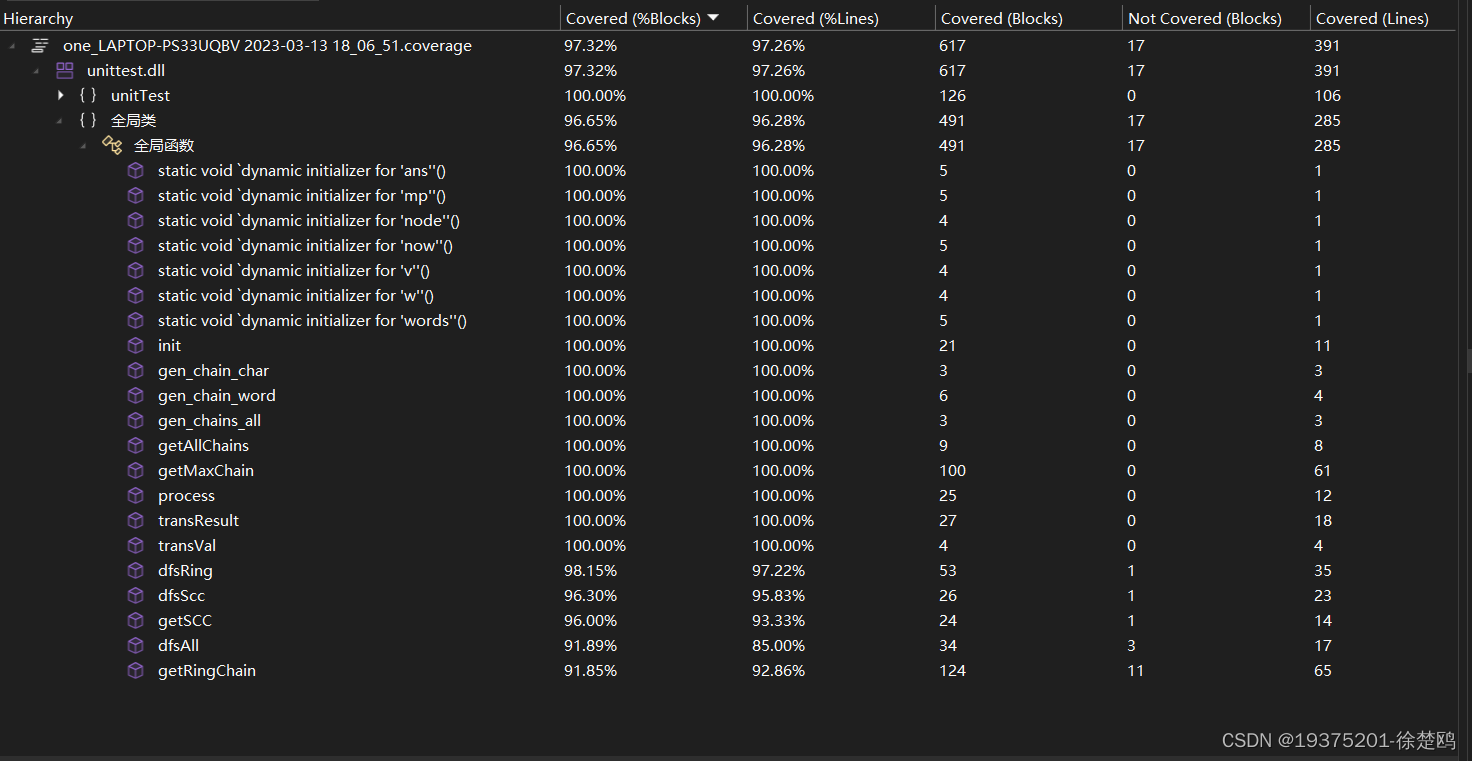 Hierarchy Covered (%Blocks) Covered (%Lines) Covered (Blocks) Not Covered (Blocks) Covered (Lines)
one_LAPTOP-PS33UQBV 2023-03-13 18_06_51.coverage 97.32% 97.26% 617 17 391
unittest.dll 97.32% 97.26% 617 17 391
{ } unitTest 100.00% 100.00% 126 0 106
{ } 全局类 96.65% 96.28% 491 17 285
全局函数 96.65% 96.28% 491 17 285
static void `dynamic initializer for 'ans''() 100.00% 100.00% 5 0 1
static void `dynamic initializer for 'mp''() 100.00% 100.00% 5 0 1
static void `dynamic initializer for 'node''() 100.00% 100.00% 4 0 1
static void `dynamic initializer for 'now''() 100.00% 100.00% 5 0 1
static void `dynamic initializer for 'v''() 100.00% 100.00% 4 0 1
static void `dynamic initializer for 'w''() 100.00% 100.00% 4 0 1
static void `dynamic initializer for 'words''() 100.00% 100.00% 5 0 1
init 100.00% 100.00% 21 0 11
gen_chain_char 100.00% 100.00% 3 0 3
gen_chain_word 100.00% 100.00% 6 0 4
gen_chains_all 100.00% 100.00% 3 0 3
getAllChains 100.00% 100.00% 9 0 8
getMaxChain 100.00% 100.00% 100 0 61
process 100.00% 100.00% 25 0 12
transResult 100.00% 100.00% 27 0 18
transVal 100.00% 100.00% 4 0 4
dfsRing 98.15% 97.22% 53 1 35
dfsScc 96.30% 95.83% 26 1 23
getSCC 96.00% 93.33% 24 1 14
dfsAll 91.89% 85.00% 34 3 17
getRingChain 91.85% 92.86% 124 11 65
CSDN @19375201-徐楚鸥